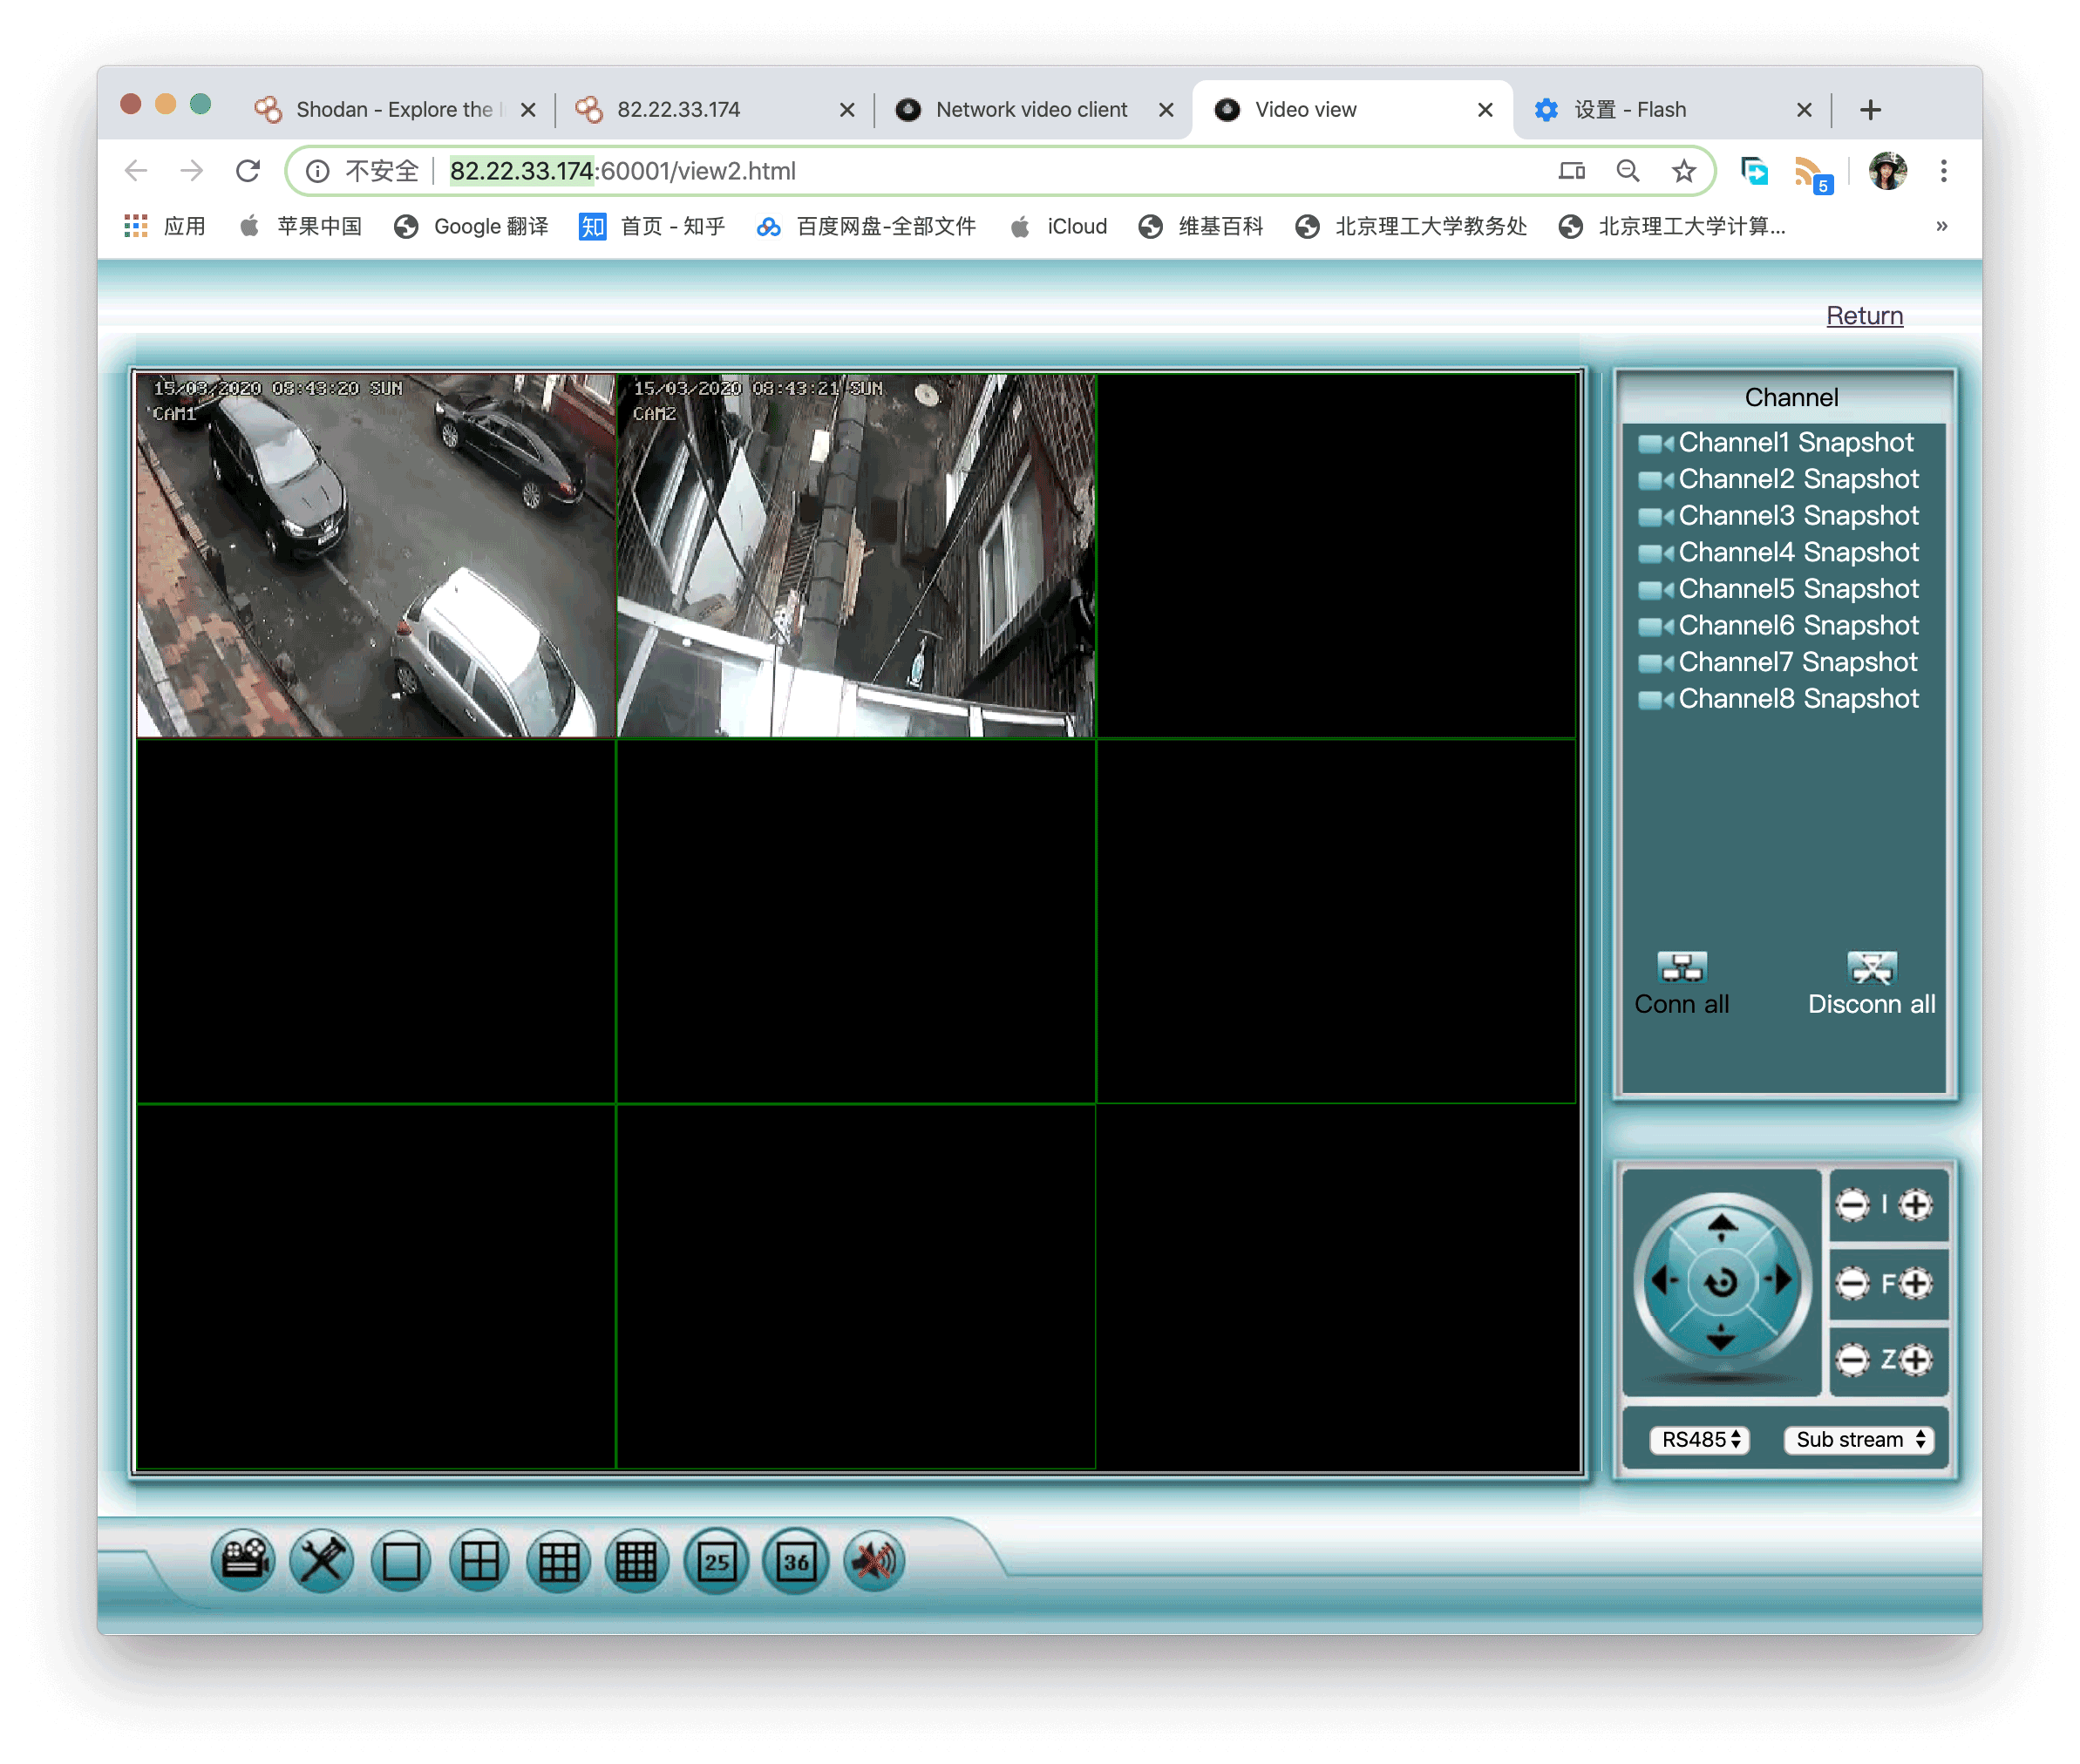 Shodan - Explore the I
82.22.33.174
Network video client
Video view
设置 - Flash
不安全
82.22.33.174:60001/view2.html
5
应用
苹果中国
Google 翻译
知 首页 - 知乎
百度网盘-全部文件
iCloud
维基百科
北京理工大学教务处
北京理工大学计算...
»
Return
15/03/2020 08:43:20 SUN
CAM1
15/03/2020 08:43:21 SUN
CAM2
Channel
Channel1 Snapshot
Channel2 Snapshot
Channel3 Snapshot
Channel4 Snapshot
Channel5 Snapshot
Channel6 Snapshot
Channel7 Snapshot
Channel8 Snapshot
Conn all
Disconn all
I
F
Z
RS485
Sub stream
25
36